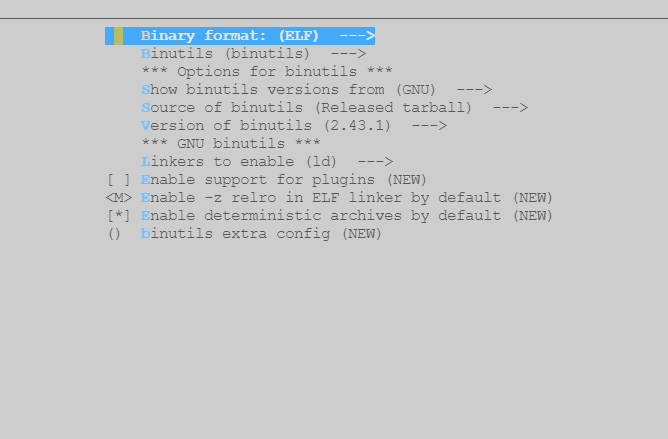 Binary format: (ELF)  --->
Binutils (binutils)  --->
*** Options for binutils ***
Show binutils versions from (GNU)  --->
Source of binutils (Released tarball)  --->
Version of binutils (2.43.1)  --->
*** GNU binutils ***
Linkers to enable (ld)  --->
[ ] Enable support for plugins (NEW)
<M> Enable -z relro in ELF linker by default (NEW)
[*] Enable deterministic archives by default (NEW)
()  binutils extra config (NEW)